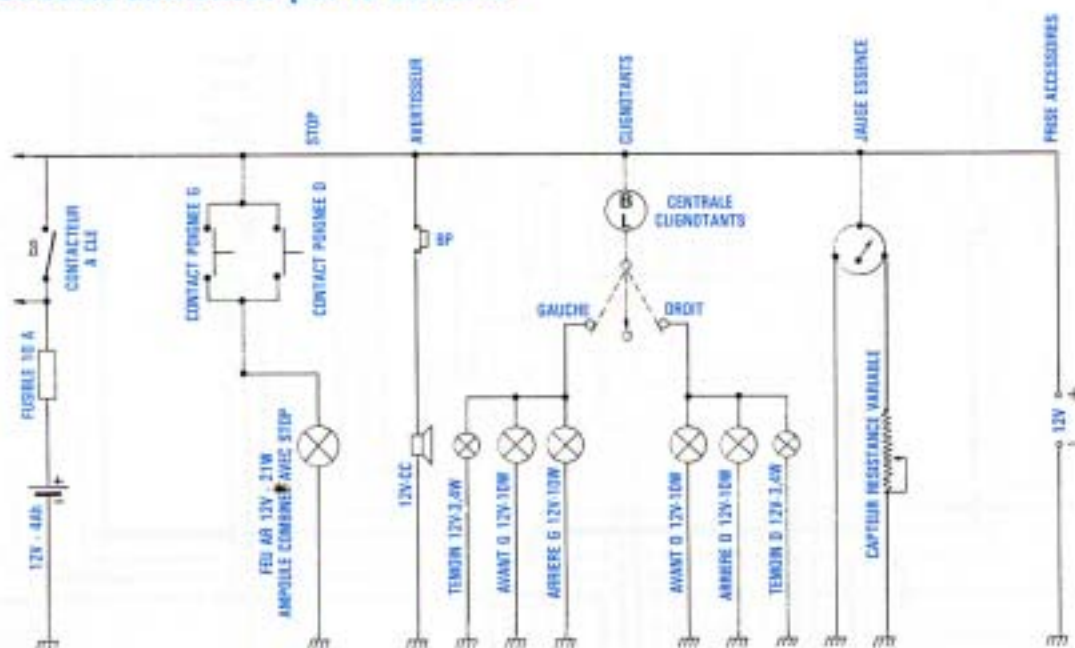 STOP
AVERTISSEUR
CLIGNOTANTS
JAUGE ESSENCE
PRISE ACCESSOIRES
CONTACTEUR
A CLE
FUSIBLE 10 A
12V - 4Ah
+
-
CONTACT POIGNEE G
CONTACT POIGNEE D
FEU AR 12V - 21W
AMPOULE COMBINEE AVEC STOP
BP
12V-CC
B
L
CENTRALE
CLIGNOTANTS
GAUCHE
DROIT
TEMOIN 12V-3,4W
AVANT G 12V-10W
ARRIERE G 12V-10W
AVANT D 12V-10W
ARRIERE D 12V-10W
TEMOIN D 12V-3,4W
CAPTEUR RESISTANCE VARIABLE
+
12V
-